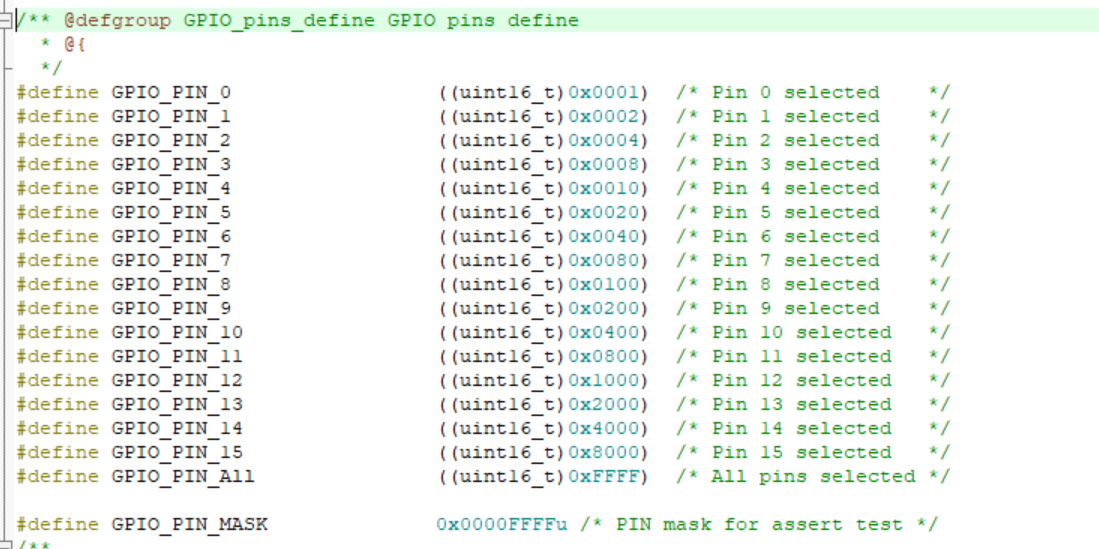 /** @defgroup GPIO_pins_define GPIO pins define
  * @{
  */
#define GPIO_PIN_0                 ((uint16_t)0x0001)  /* Pin 0 selected    */
#define GPIO_PIN_1                 ((uint16_t)0x0002)  /* Pin 1 selected    */
#define GPIO_PIN_2                 ((uint16_t)0x0004)  /* Pin 2 selected    */
#define GPIO_PIN_3                 ((uint16_t)0x0008)  /* Pin 3 selected    */
#define GPIO_PIN_4                 ((uint16_t)0x0010)  /* Pin 4 selected    */
#define GPIO_PIN_5                 ((uint16_t)0x0020)  /* Pin 5 selected    */
#define GPIO_PIN_6                 ((uint16_t)0x0040)  /* Pin 6 selected    */
#define GPIO_PIN_7                 ((uint16_t)0x0080)  /* Pin 7 selected    */
#define GPIO_PIN_8                 ((uint16_t)0x0100)  /* Pin 8 selected    */
#define GPIO_PIN_9                 ((uint16_t)0x0200)  /* Pin 9 selected    */
#define GPIO_PIN_10                ((uint16_t)0x0400)  /* Pin 10 selected   */
#define GPIO_PIN_11                ((uint16_t)0x0800)  /* Pin 11 selected   */
#define GPIO_PIN_12                ((uint16_t)0x1000)  /* Pin 12 selected   */
#define GPIO_PIN_13                ((uint16_t)0x2000)  /* Pin 13 selected   */
#define GPIO_PIN_14                ((uint16_t)0x4000)  /* Pin 14 selected   */
#define GPIO_PIN_15                ((uint16_t)0x8000)  /* Pin 15 selected   */
#define GPIO_PIN_All               ((uint16_t)0xFFFF)  /* All pins selected */
#define GPIO_PIN_MASK              0x0000FFFFu /* PIN mask for assert test */
/**